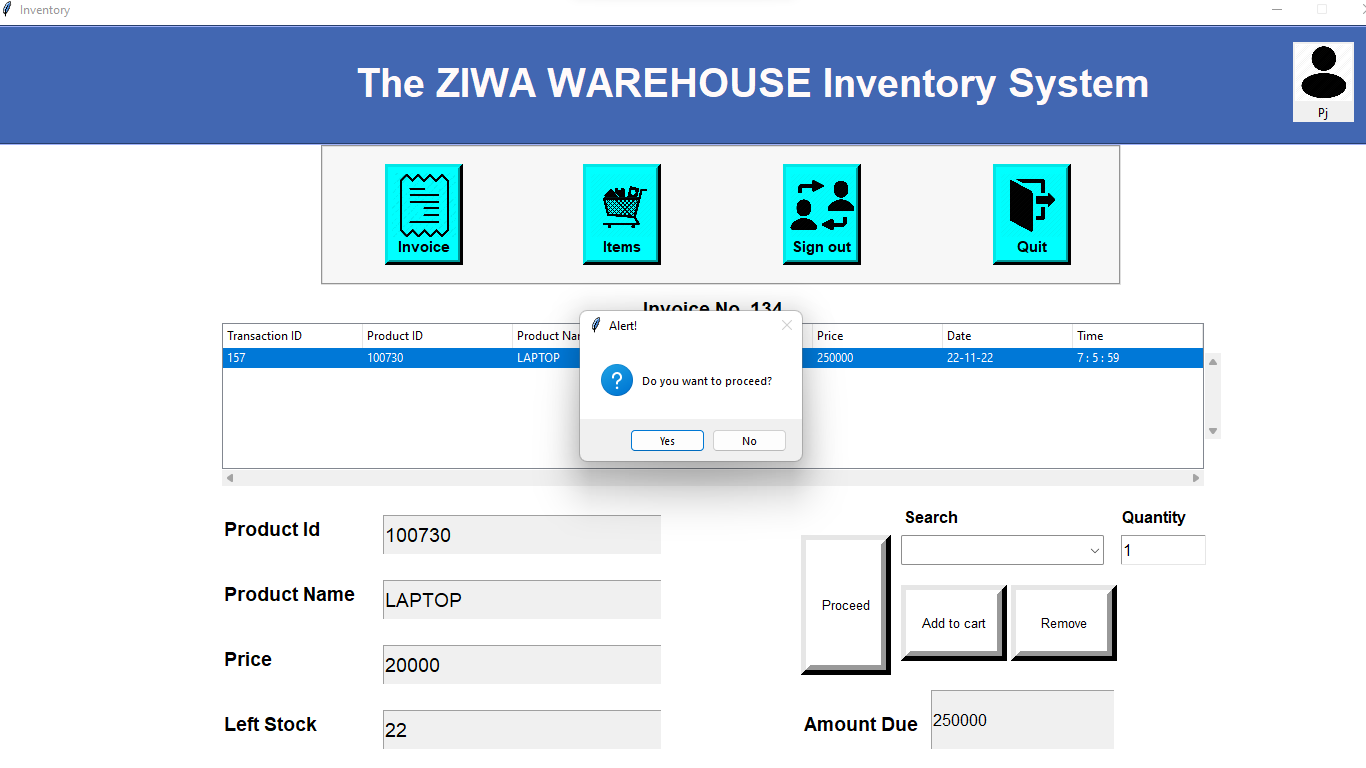 Inventory
The ZIWA WAREHOUSE Inventory System
Pj
Invoice
Items
Sign out
Quit
Invoice No. 134
Transaction ID Product ID Product Nam Price Date Time
157 100730 LAPTOP 250000 22-11-22 7 : 5 : 59
Alert!
Do you want to proceed?
Yes No
Product Id 100730
Product Name LAPTOP
Price 20000
Left Stock 22
Search Quantity
1
Proceed Add to cart Remove
Amount Due 250000